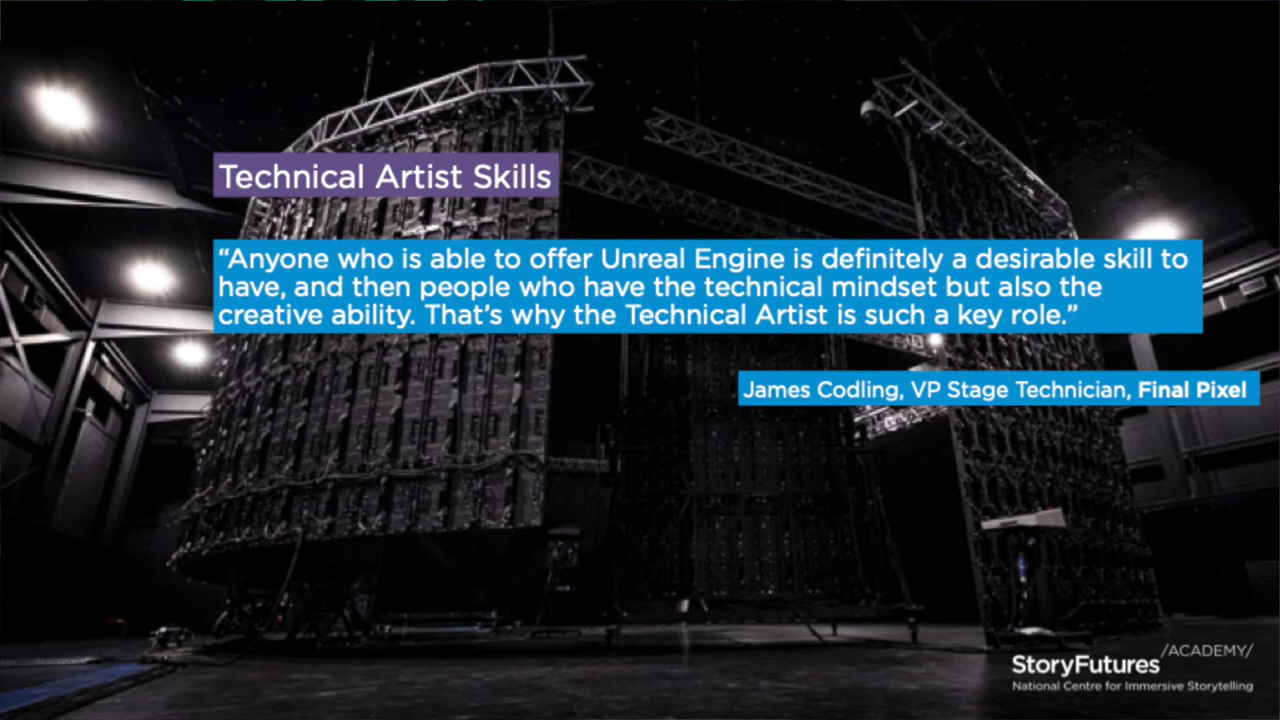 Technical Artist Skills
“Anyone who is able to offer Unreal Engine is definitely a desirable skill to
have, and then people who have the technical mindset but also the
creative ability. That’s why the Technical Artist is such a key role.”
James Codling, VP Stage Technician, Final Pixel
/ACADEMY/
StoryFutures
National Centre for Immersive Storytelling